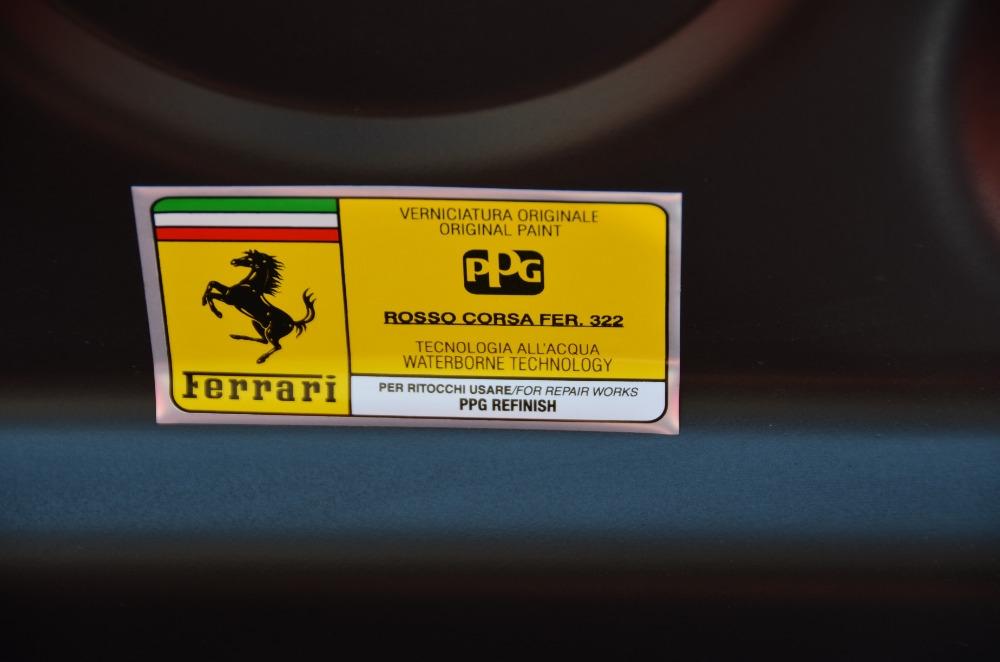 Ferrari
VERNICIATURA ORIGINALE
ORIGINAL PAINT
PPG
ROSSO CORSA FER. 322
TECNOLOGIA ALL'ACQUA
WATERBORNE TECHNOLOGY
PER RITOCCHI USARE/FOR REPAIR WORKS
PPG REFINISH